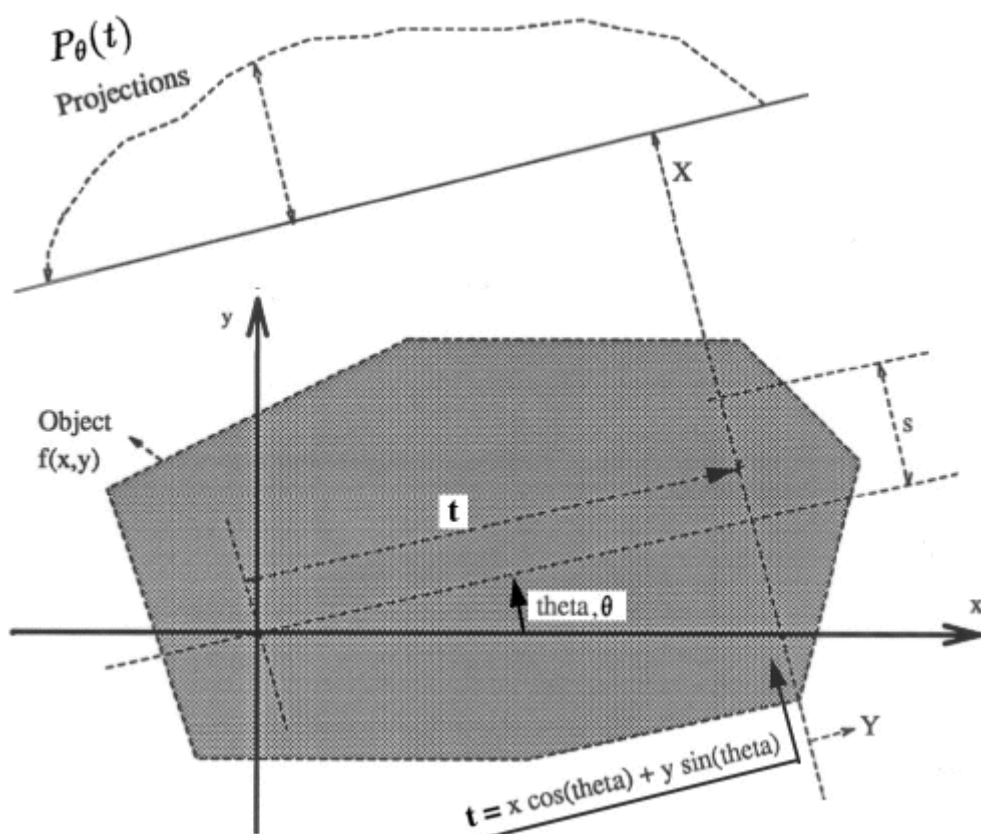 P_θ(t)
Projections
X
y
Object
f(x,y)
s
t
theta, θ
x
Y
t = x cos(theta) + y sin(theta)